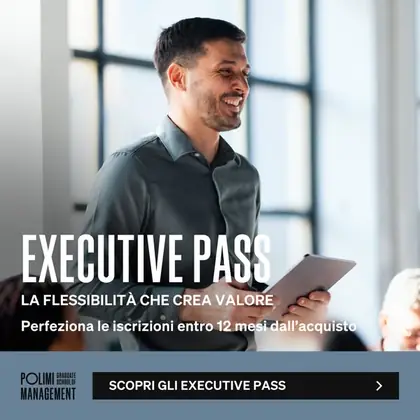 EXECUTIVE PASS
LA FLESSIBILITÀ CHE CREA VALORE
Perfeziona le iscrizioni entro 12 mesi dall'acquisto
POLIMI GRADUATE SCHOOL OF
MANAGEMENT
SCOPRI GLI EXECUTIVE PASS